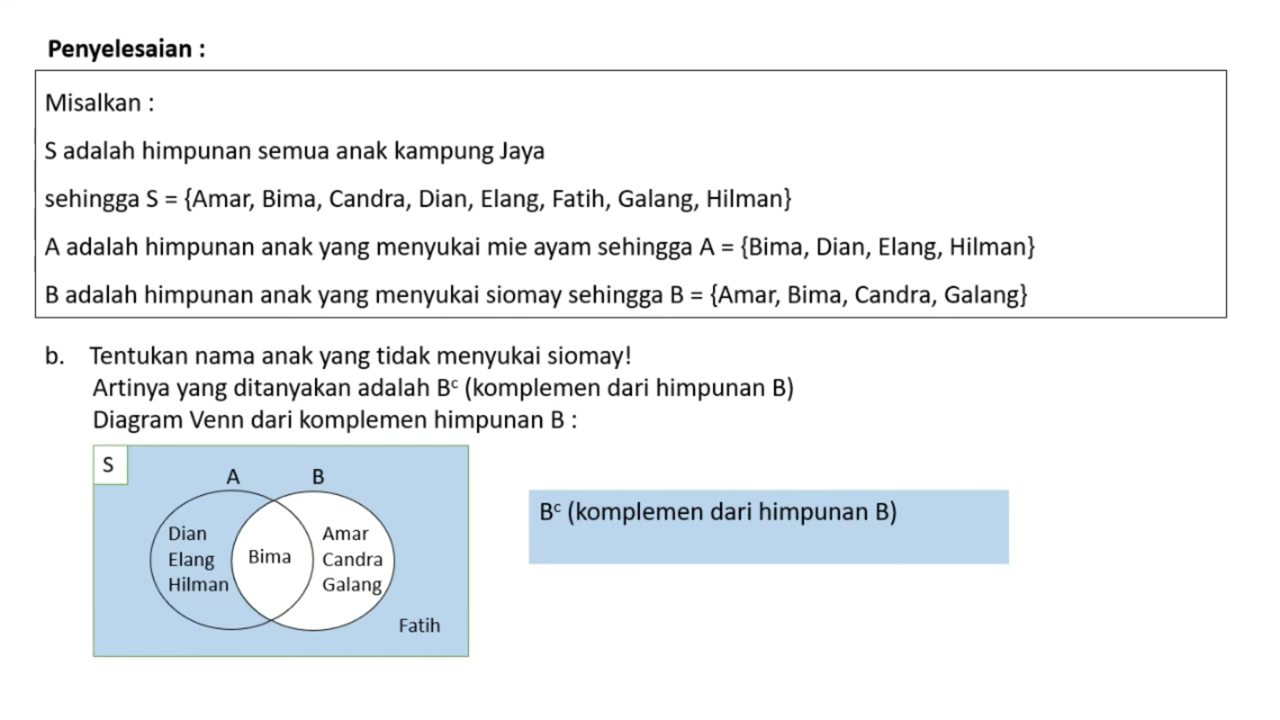 Penyelesaian :
Misalkan :
S adalah himpunan semua anak kampung Jaya
sehingga S = {Amar, Bima, Candra, Dian, Elang, Fatih, Galang, Hilman}
A adalah himpunan anak yang menyukai mie ayam sehingga A = {Bima, Dian, Elang, Hilman}
B adalah himpunan anak yang menyukai siomay sehingga B = {Amar, Bima, Candra, Galang}
b. Tentukan nama anak yang tidak menyukai siomay!
Artinya yang ditanyakan adalah Bᶜ (komplemen dari himpunan B)
Diagram Venn dari komplemen himpunan B :
S
A B
Dian
Elang
Hilman
Bima
Amar
Candra
Galang
Fatih
Bᶜ (komplemen dari himpunan B)